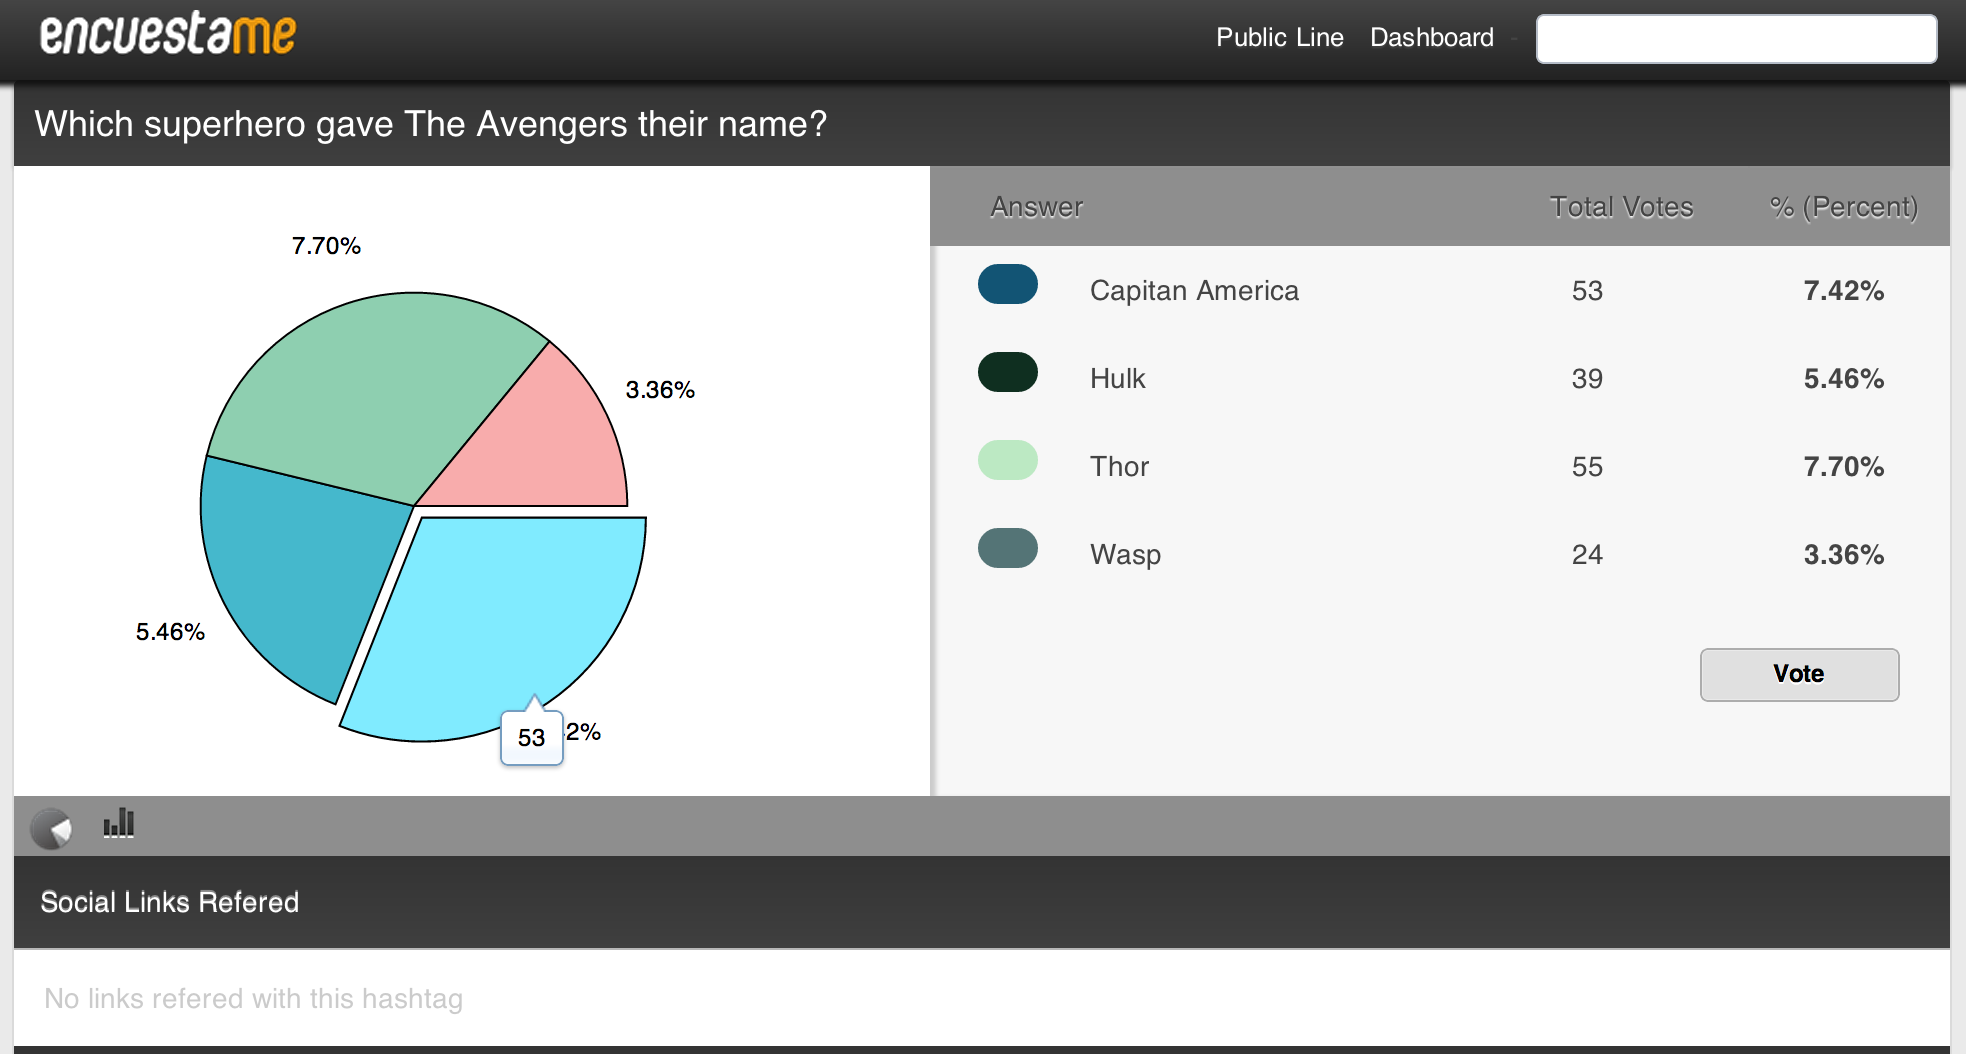 encuestame
Public Line Dashboard -
Which superhero gave The Avengers their name?
7.70%
3.36%
5.46%
53
2%
Answer Total Votes % (Percent)
Capitan America 53 7.42%
Hulk 39 5.46%
Thor 55 7.70%
Wasp 24 3.36%
Vote
Social Links Refered
No links refered with this hashtag